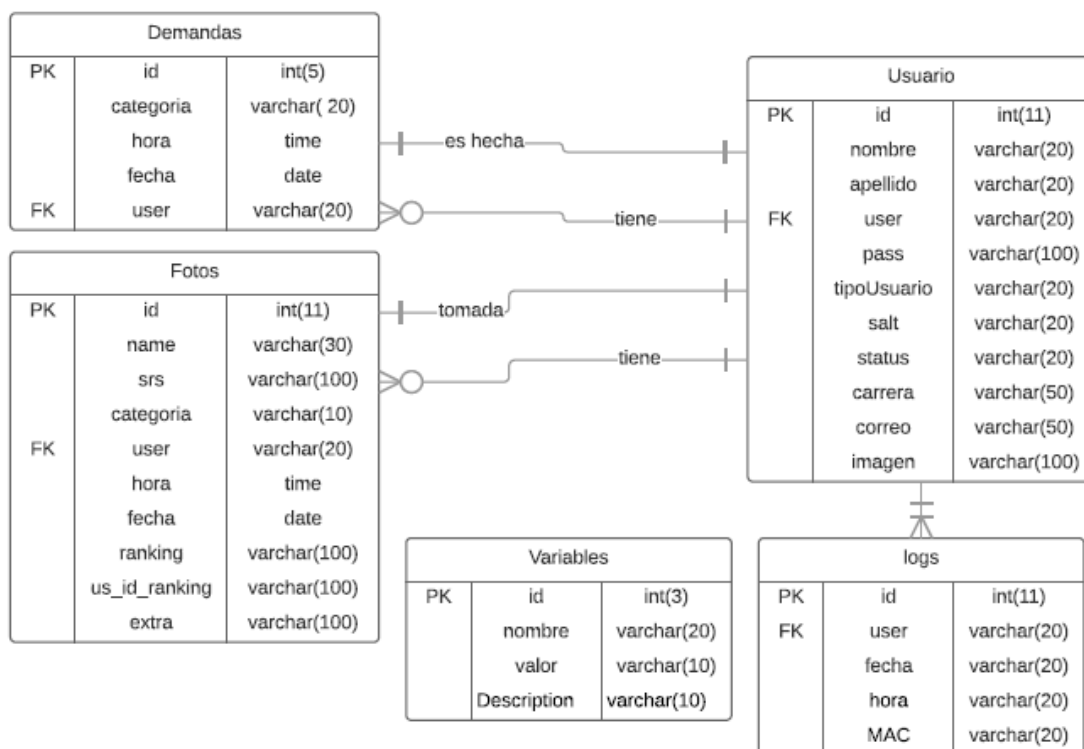 Demandas
PK id int(5)
categoria varchar( 20)
hora time
fecha date
FK user varchar(20)
es hecha
tiene
Usuario
PK id int(11)
nombre varchar(20)
apellido varchar(20)
FK user varchar(20)
pass varchar(100)
tipoUsuario varchar(20)
salt varchar(20)
status varchar(20)
carrera varchar(50)
correo varchar(50)
imagen varchar(100)
Fotos
PK id int(11)
name varchar(30)
srs varchar(100)
categoria varchar(10)
FK user varchar(20)
hora time
fecha date
ranking varchar(100)
us_id_ranking varchar(100)
extra varchar(100)
tomada
tiene
Variables
PK id int(3)
nombre varchar(20)
valor varchar(10)
Description varchar(10)
logs
PK id int(11)
FK user varchar(20)
fecha varchar(20)
hora varchar(20)
MAC varchar(20)